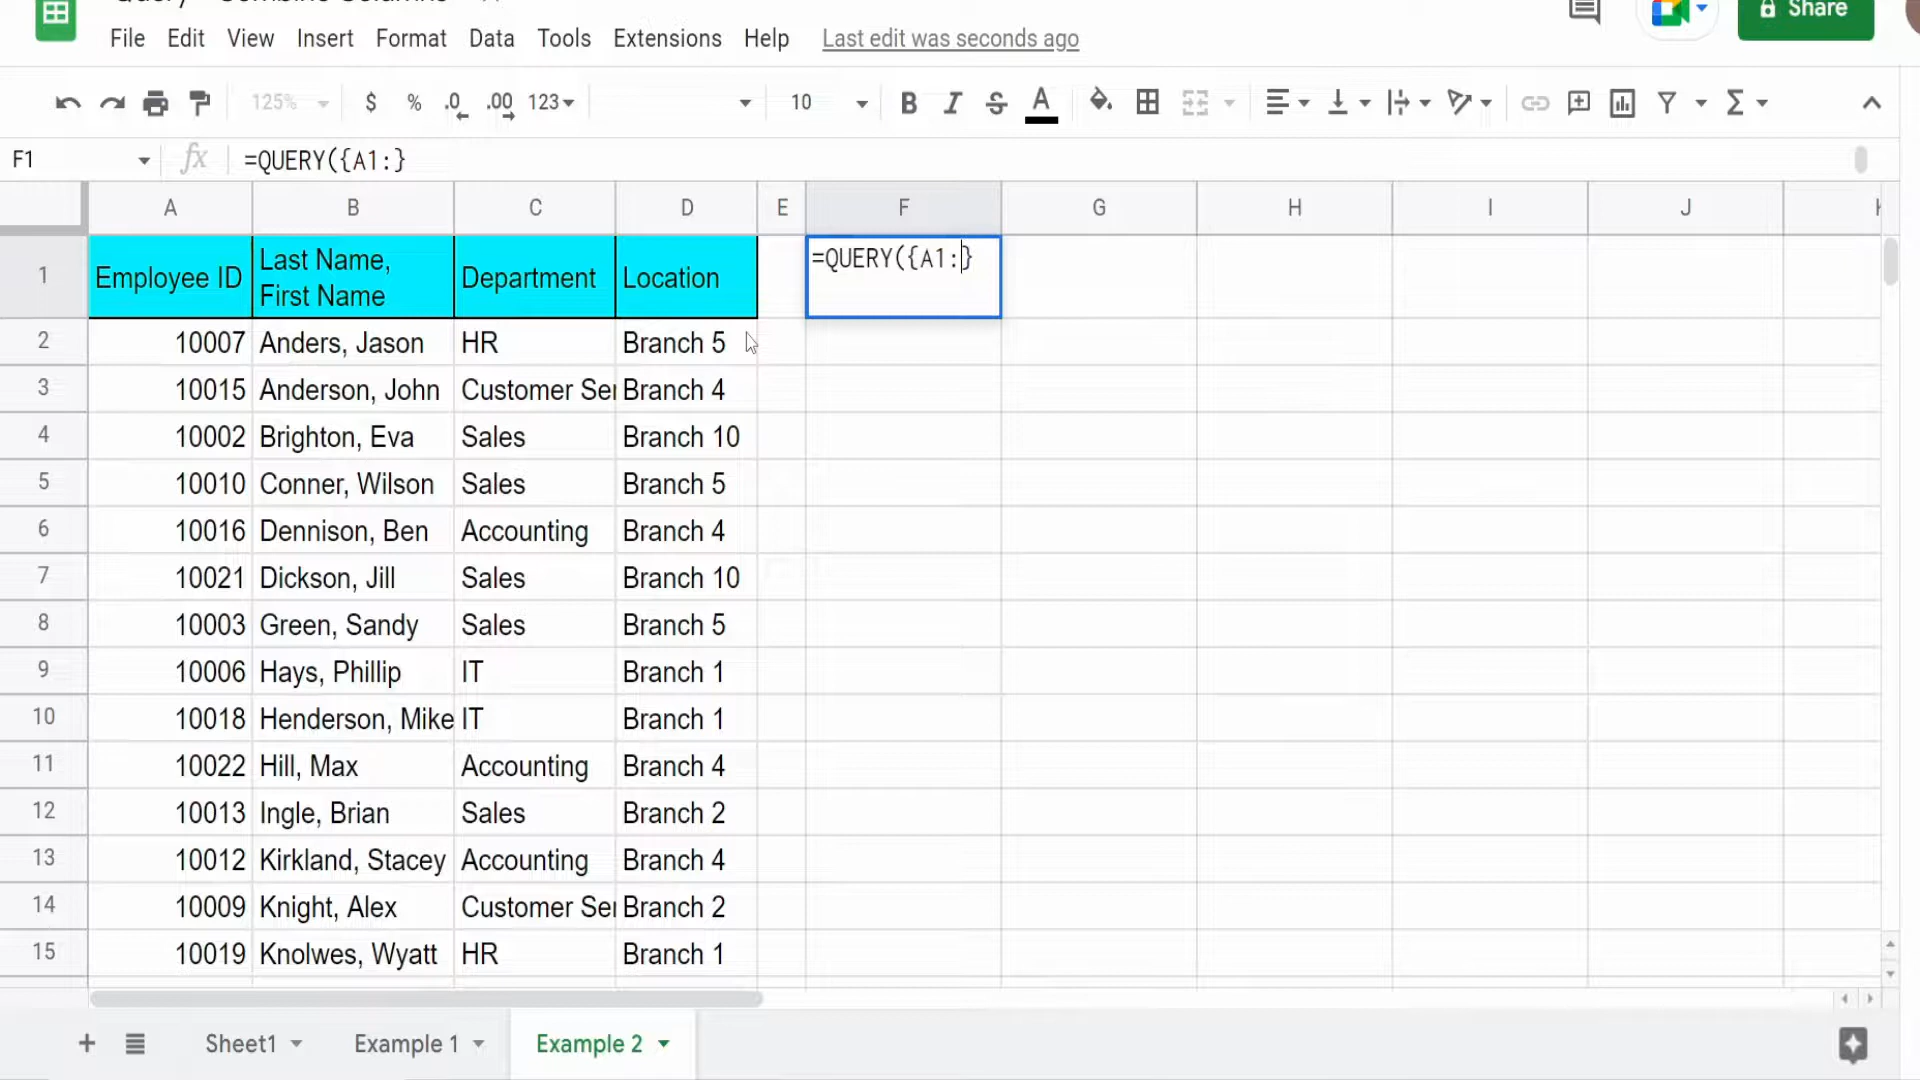 Share
File Edit View Insert Format Data Tools Extensions Help Last edit was seconds ago
125% $ % .0 .00 123 10 B I S A Σ
F1 fx =QUERY({A1:}
A B C D E F G H I J
1 Employee ID Last Name, First Name Department Location =QUERY({A1:}
2 10007 Anders, Jason HR Branch 5
3 10015 Anderson, John Customer Ser Branch 4
4 10002 Brighton, Eva Sales Branch 10
5 10010 Conner, Wilson Sales Branch 5
6 10016 Dennison, Ben Accounting Branch 4
7 10021 Dickson, Jill Sales Branch 10
8 10003 Green, Sandy Sales Branch 5
9 10006 Hays, Phillip IT Branch 1
10 10018 Henderson, Mike IT Branch 1
11 10022 Hill, Max Accounting Branch 4
12 10013 Ingle, Brian Sales Branch 2
13 10012 Kirkland, Stacey Accounting Branch 4
14 10009 Knight, Alex Customer Ser Branch 2
15 10019 Knolwes, Wyatt HR Branch 1
+ Sheet1 Example 1 Example 2